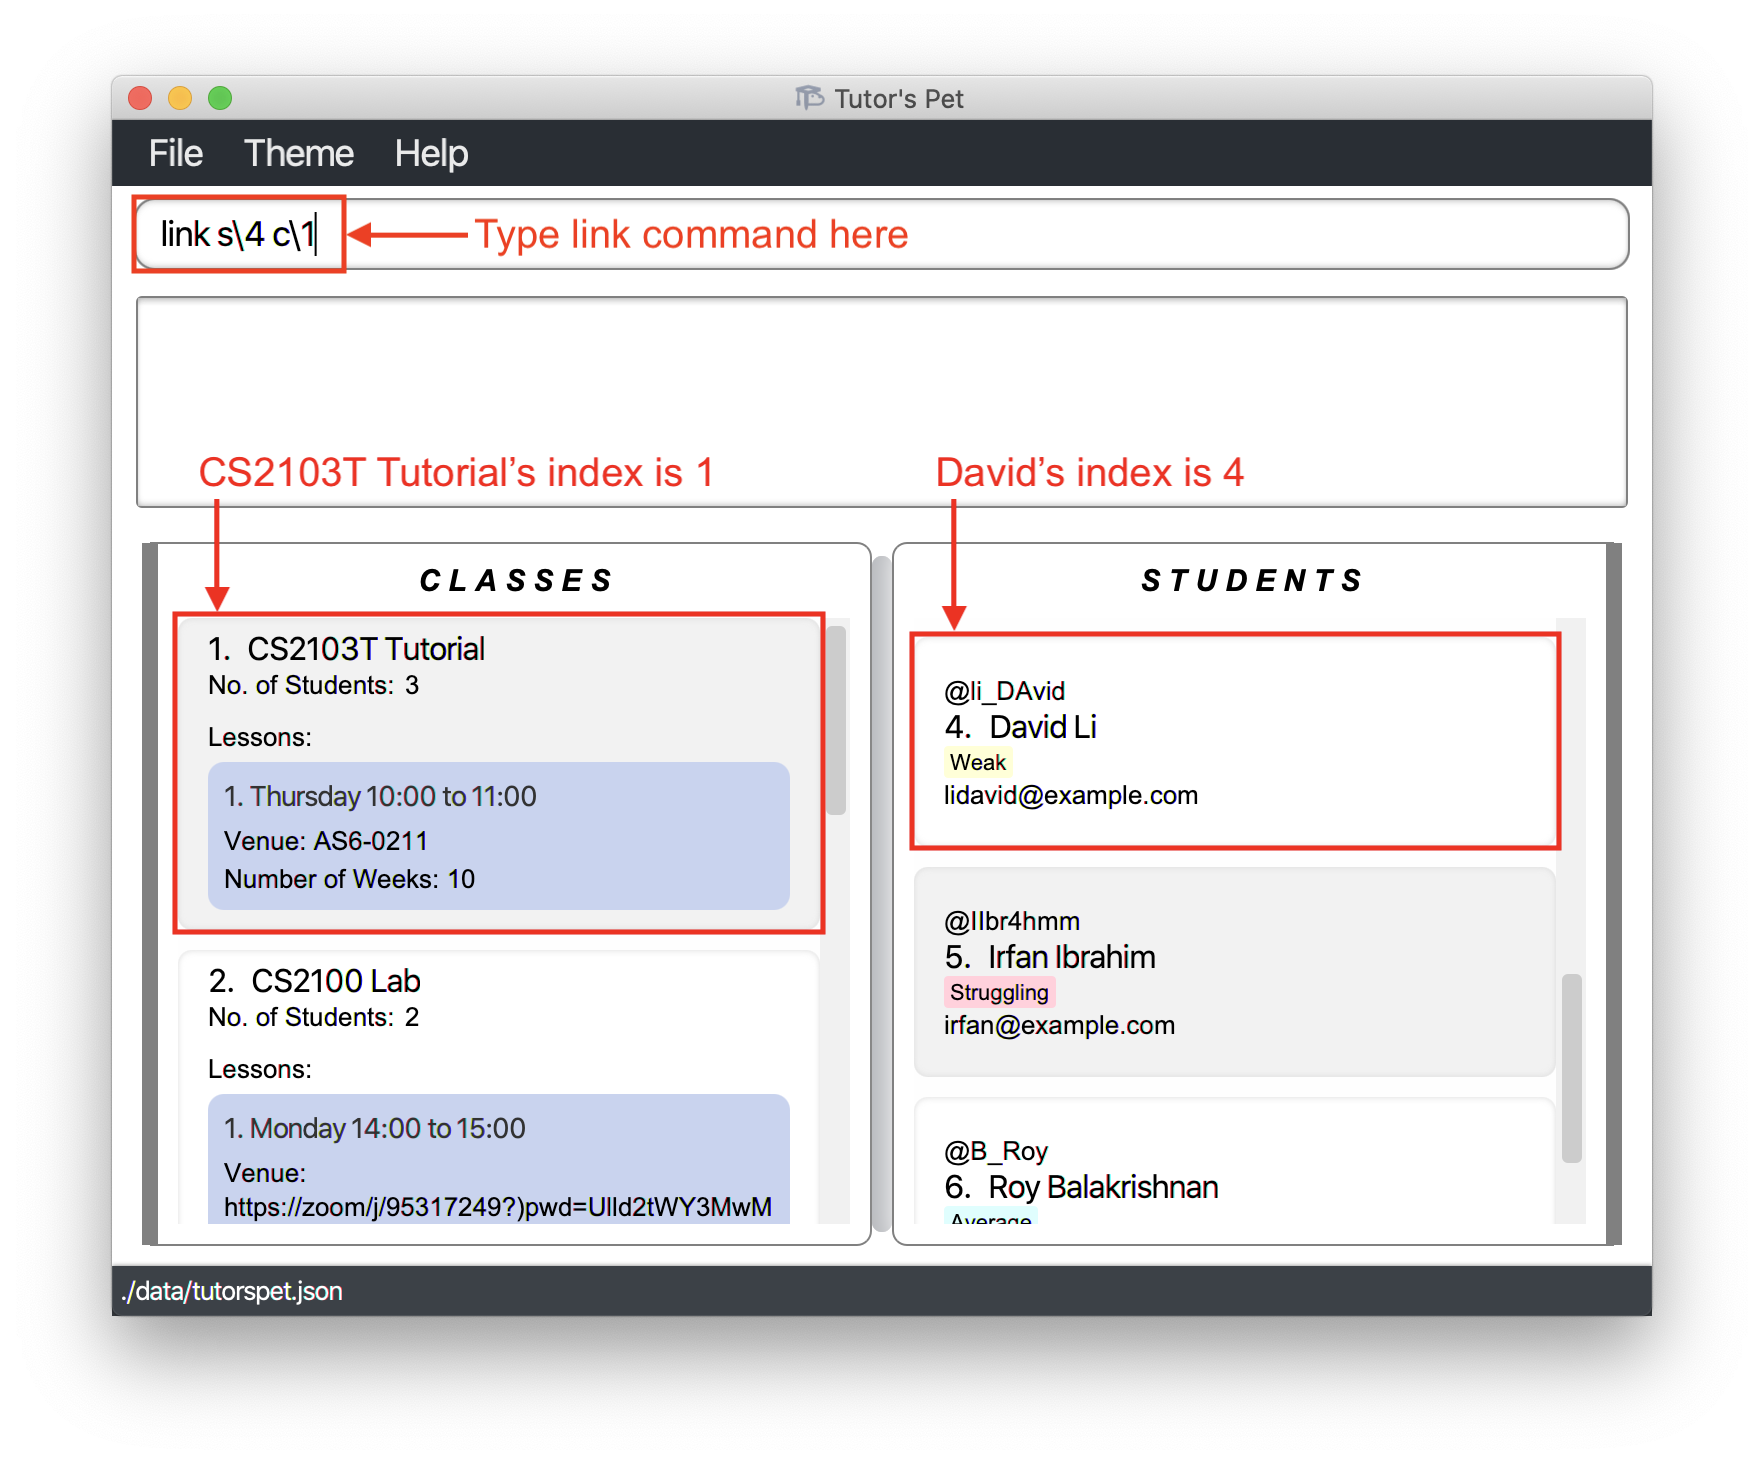 Tutor's Pet
File Theme Help
link s\4 c\1
Type link command here
CS2103T Tutorial’s index is 1
David’s index is 4
CLASSES
1. CS2103T Tutorial
No. of Students: 3
Lessons:
1. Thursday 10:00 to 11:00
Venue: AS6-0211
Number of Weeks: 10
2. CS2100 Lab
No. of Students: 2
Lessons:
1. Monday 14:00 to 15:00
Venue:
https://zoom/j/95317249?)pwd=Ulld2tWY3MwM
STUDENTS
@li_DAvid
4. David Li
Weak
lidavid@example.com
@IIbr4hmm
5. Irfan Ibrahim
Struggling
irfan@example.com
@B_Roy
6. Roy Balakrishnan
Average
./data/tutorspet.json